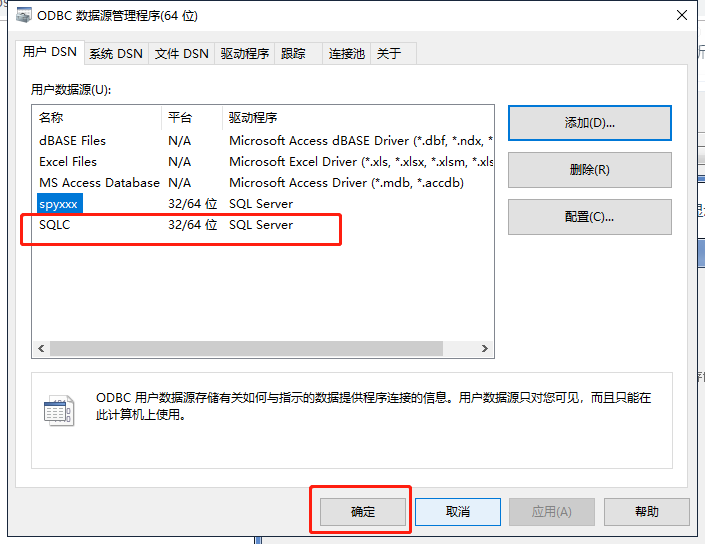 ODBC 数据源管理程序(64 位)
用户 DSN 系统 DSN 文件 DSN 驱动程序 跟踪 连接池 关于
用户数据源(U):
名称 平台 驱动程序
dBASE Files N/A Microsoft Access dBASE Driver (*.dbf, *.ndx, *
Excel Files N/A Microsoft Excel Driver (*.xls, *.xlsx, *.xlsm, *.xls
MS Access Database N/A Microsoft Access Driver (*.mdb, *.accdb)
spyxxx 32/64 位 SQL Server
SQLC 32/64 位 SQL Server
添加(D)...
删除(R)
配置(C)...
ODBC 用户数据源存储有关如何与指示的数据提供程序连接的信息。用户数据源只对您可见，而且只能在
此计算机上使用。
确定 取消 应用(A) 帮助